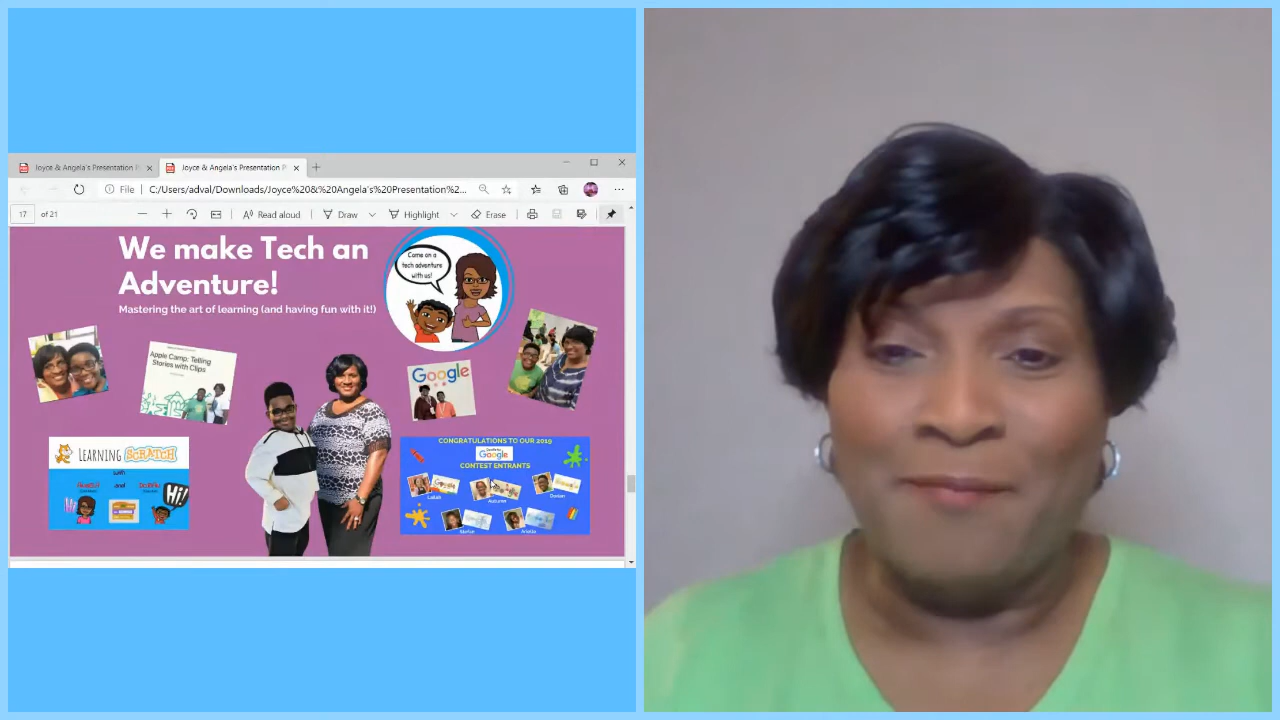 Joyce & Angela's Presentation P
Joyce & Angela's Presentation P
File
C:/Users/adval/Downloads/Joyce%20&%20Angela's%20Presentation%2...
17 of 21
Read aloud
Draw
Highlight
Erase
We make Tech an
Adventure!
Mastering the art of learning (and having fun with it!)
Come on a
tech adventure
with us!
Apple Camp: Telling
Stories with Clips
Google
LEARNING SCRATCH
with
and
Hi!
CONGRATULATIONS TO OUR 2019
Google
CONTEST ENTRANTS
Autumn